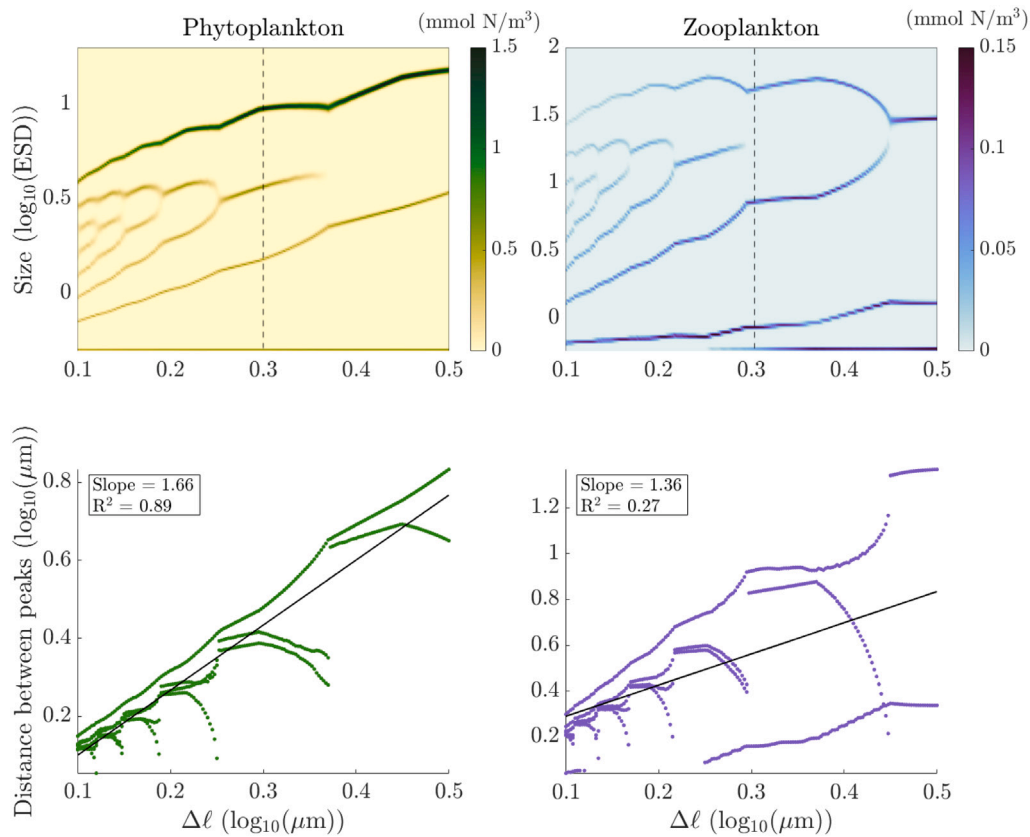 Phytoplankton
(mmol N/m³)
Zooplankton
(mmol N/m³)
Size (log₁₀(ESD))
1
0.5
0
0.1 0.2 0.3 0.4 0.5
1.5
1
0.5
0
2
1.5
1
0.5
0
0.1 0.2 0.3 0.4 0.5
0.15
0.1
0.05
0
Distance between peaks (log₁₀(μm))
Slope = 1.66
R² = 0.89
0.8
0.6
0.4
0.2
0.1 0.2 0.3 0.4 0.5
Δℓ (log₁₀(μm))
Slope = 1.36
R² = 0.27
1.2
1
0.8
0.6
0.4
0.2
0.1 0.2 0.3 0.4 0.5
Δℓ (log₁₀(μm))